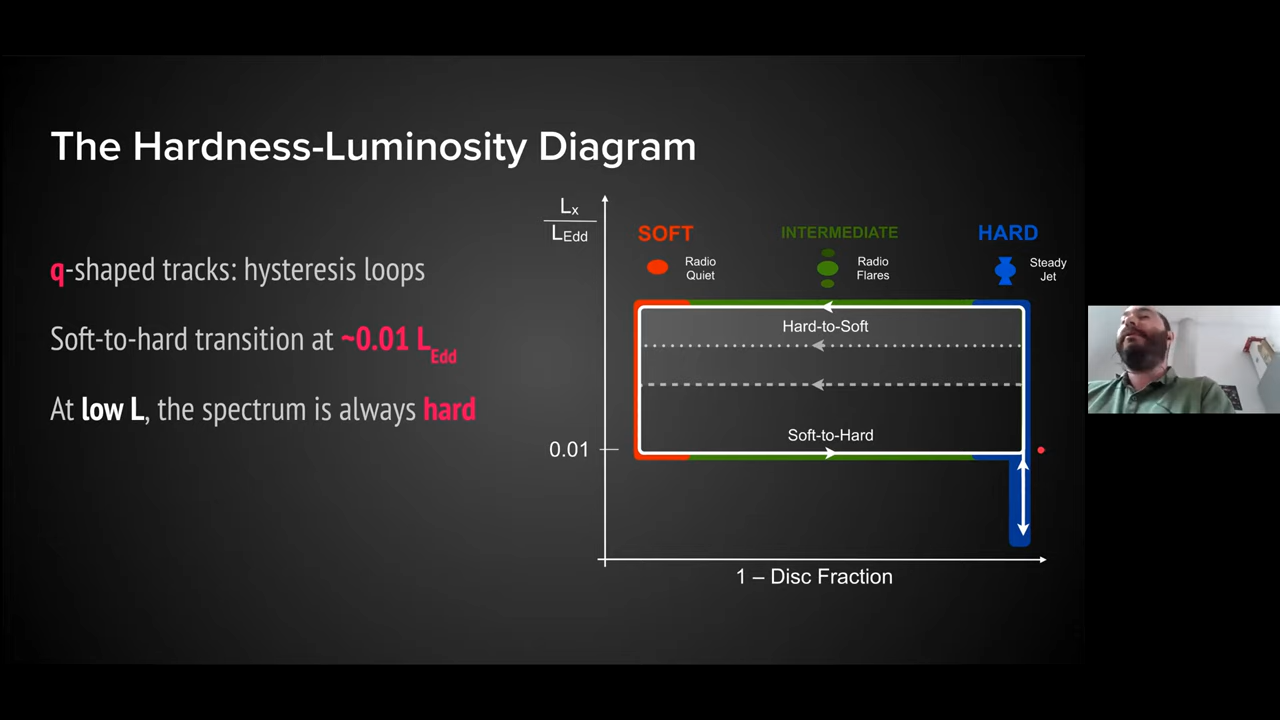 The Hardness-Luminosity Diagram
q-shaped tracks: hysteresis loops
Soft-to-hard transition at ~0.01 LEdd
At low L, the spectrum is always hard
Lx
LEdd
SOFT
Radio
Quiet
INTERMEDIATE
Radio
Flares
HARD
Steady
Jet
Hard-to-Soft
Soft-to-Hard
0.01
1 – Disc Fraction